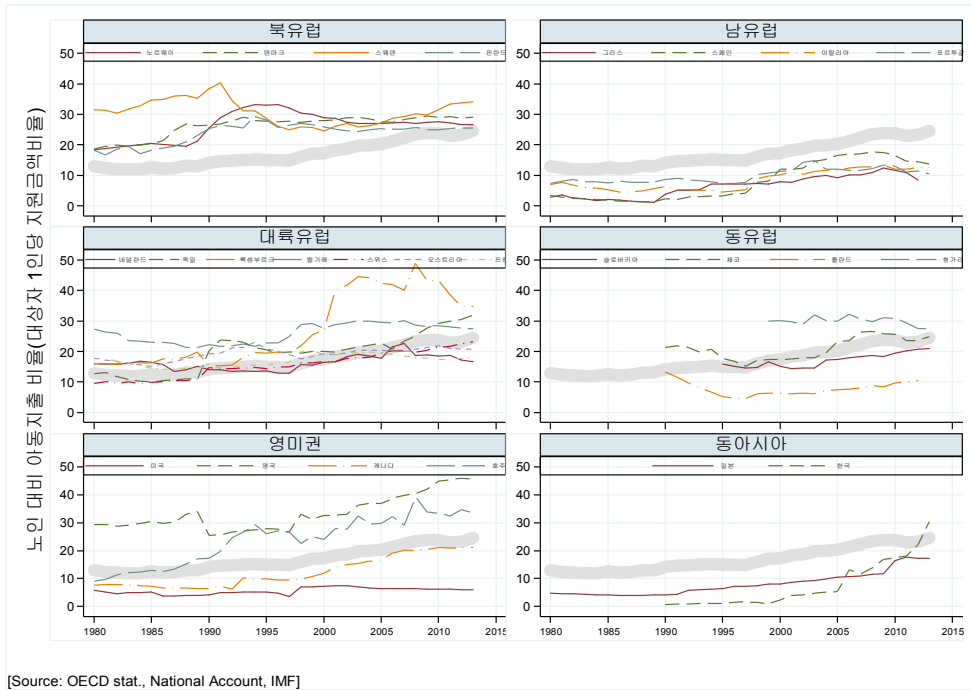 노인 대비 아동지출 비율(대상자 1인당 지원금액비율)
북유럽
노르웨이 덴마크 스웨덴 핀란드
50
40
30
20
10
0
남유럽
그리스 스페인 이탈리아 포르투갈
50
40
30
20
10
0
대륙유럽
네덜란드 독일 룩셈부르크 벨기에 스위스 오스트리아 프랑
50
40
30
20
10
0
동유럽
슬로바키아 체코 폴란드 헝가리
50
40
30
20
10
0
영미권
미국 영국 캐나다 호주
50
40
30
20
10
0
1980 1985 1990 1995 2000 2005 2010 2015
동아시아
일본 한국
50
40
30
20
10
0
1980 1985 1990 1995 2000 2005 2010 2015
[Source: OECD stat., National Account, IMF]